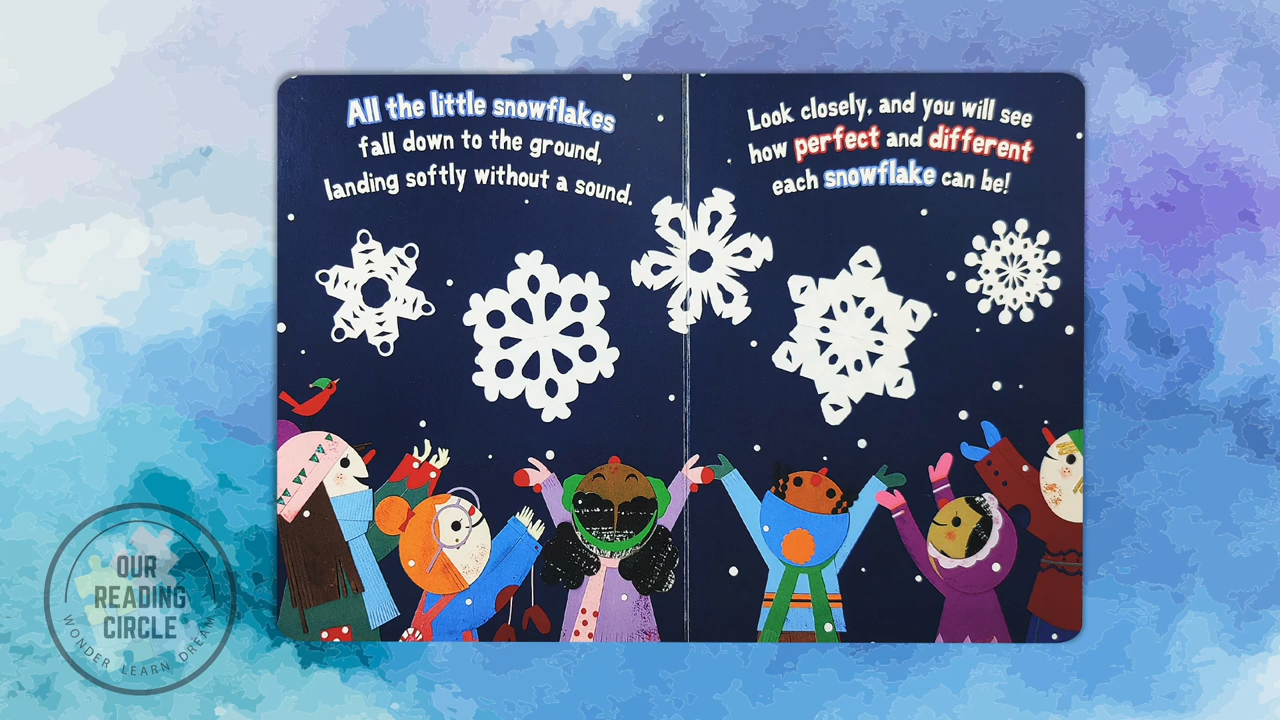 All the little snowflakes
fall down to the ground,
landing softly without a sound.
Look closely, and you will see
how perfect and different
each snowflake can be!
OUR
READING
CIRCLE
WONDER LEARN DREAM